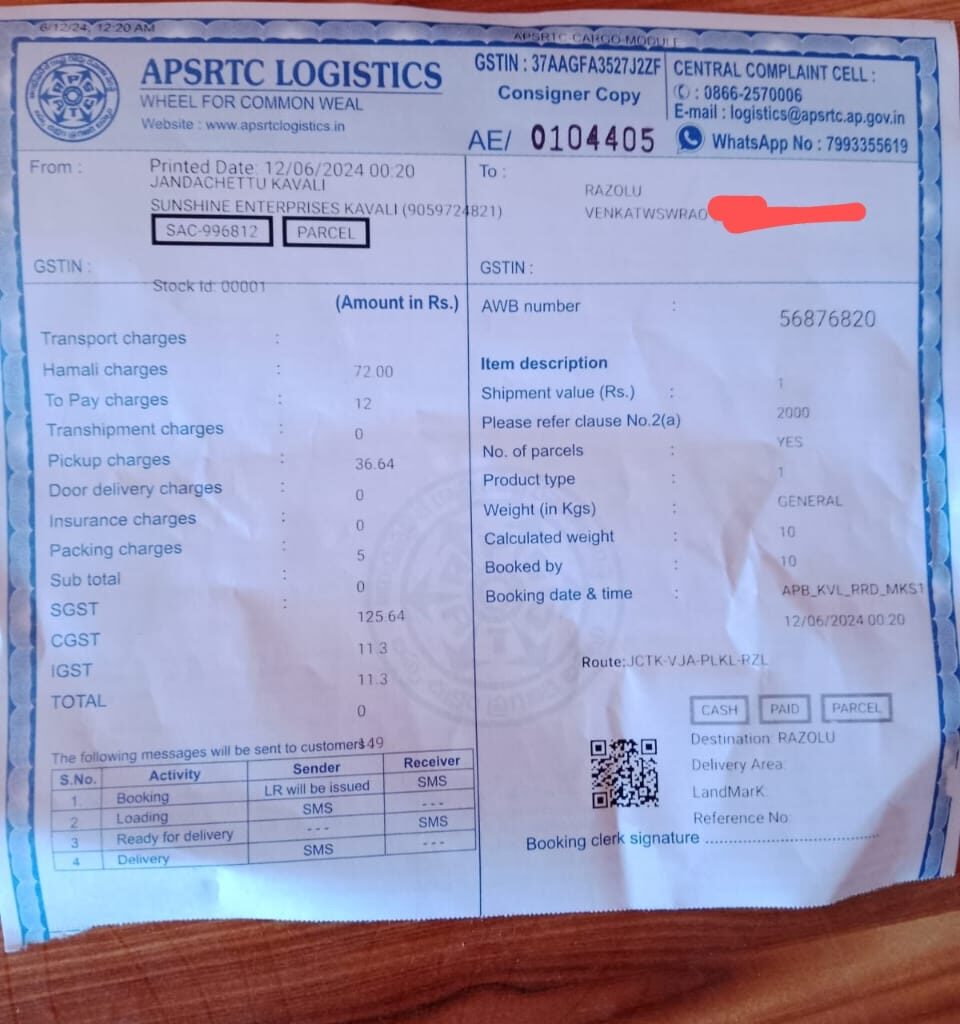 6/12/24, 12:20 AM
APSRTC-CARGO-MODULE
APSRTC LOGISTICS
WHEEL FOR COMMON WEAL
Website : www.apsrtclogistics.in
GSTIN : 37AAGFA3527J2ZF
Consigner Copy
AE/ 0104405
CENTRAL COMPLAINT CELL :
: 0866-2570006
E-mail : logistics@apsrtc.ap.gov.in
WhatsApp No : 7993355619
From :
Printed Date: 12/06/2024 00:20
JANDACHETTU KAVALI
SUNSHINE ENTERPRISES KAVALI (9059724821)
SAC-996812 PARCEL
GSTIN :
To :
RAZOLU
VENKATWSWRAO
GSTIN :
Stock Id: 00001
(Amount in Rs.)
Transport charges :
Hamali charges : 72.00
To Pay charges : 12
Transhipment charges : 0
Pickup charges : 36.64
Door delivery charges : 0
Insurance charges : 0
Packing charges : 5
Sub total : 0
SGST : 125.64
CGST 11.3
IGST 11.3
TOTAL 0
149
The following messages will be sent to customers
S.No. Activity Sender Receiver
1. Booking LR will be issued SMS
2 Loading SMS ---
3 Ready for delivery --- SMS
4 Delivery SMS ---
AWB number : 56876820
Item description
Shipment value (Rs.) : 1
Please refer clause No.2(a) 2000
No. of parcels : YES
Product type : 1
Weight (in Kgs) : GENERAL
Calculated weight : 10
Booked by : 10
Booking date & time : APB_KVL_RRD_MKS1
12/06/2024 00:20
Route:JCTK-VJA-PLKL-RZL
CASH PAID PARCEL
Destination: RAZOLU
Delivery Area:
LandMarK:
Reference No:
Booking clerk signature ................................